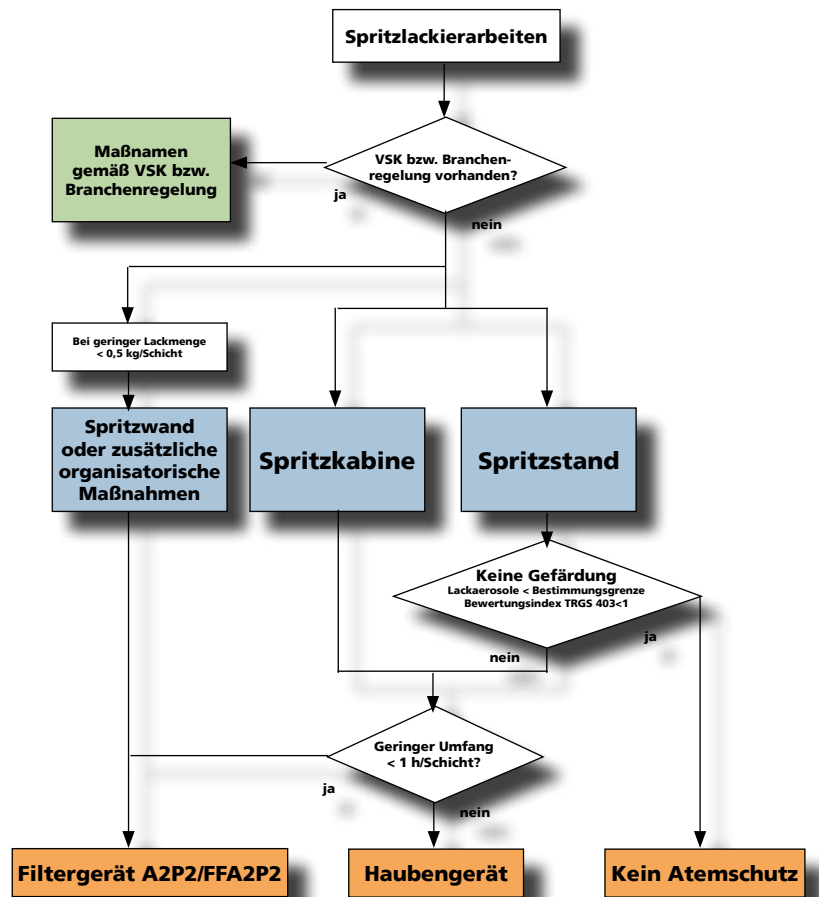 Spritzlackierarbeiten
Maßnamen
gemäß VSK bzw.
Branchenregelung
VSK bzw. Branchen-
regelung vorhanden?
ja
nein
Bei geringer Lackmenge
< 0,5 kg/Schicht
Spritzwand
oder zusätzliche
organisatorische
Maßnahmen
Spritzkabine
Spritzstand
Keine Gefärdung
Lackaerosole < Bestimmungsgrenze
Bewertungsindex TRGS 403<1
nein
ja
Geringer Umfang
< 1 h/Schicht?
ja
nein
Filtergerät A2P2/FFA2P2
Haubengerät
Kein Atemschutz